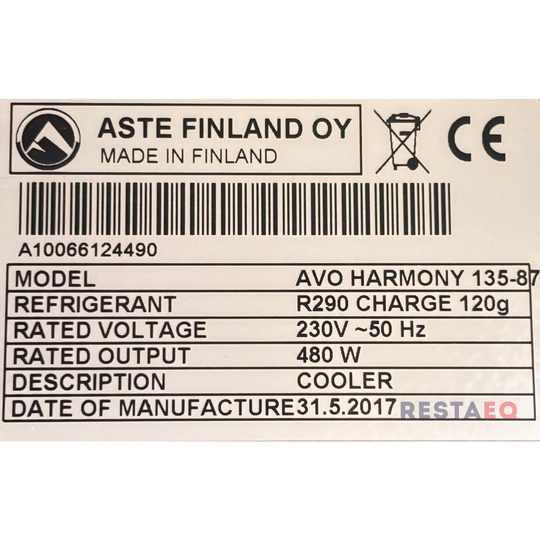 ASTE FINLAND OY
MADE IN FINLAND
CE
A10066124490
MODEL AVO HARMONY 135-87
REFRIGERANT R290 CHARGE 120g
RATED VOLTAGE 230V ~50 Hz
RATED OUTPUT 480 W
DESCRIPTION COOLER
DATE OF MANUFACTURE 31.5.2017
RESTAEQ